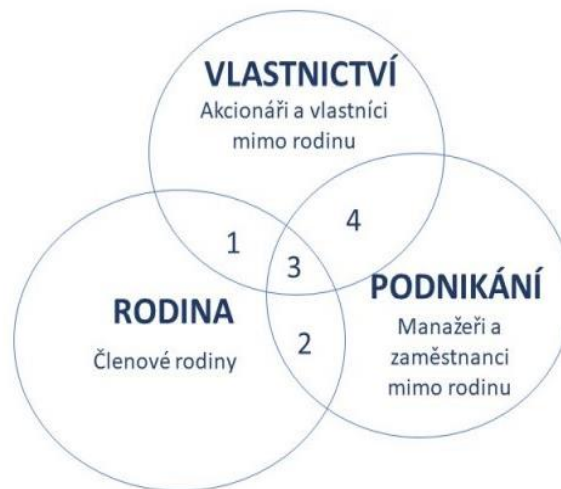 VLASTNICTVÍ
Akcionáři a vlastníci
mimo rodinu
4
1
3
PODNIKÁNÍ
Manažeři a
zaměstnanci
mimo rodinu
RODINA
Členové rodiny
2